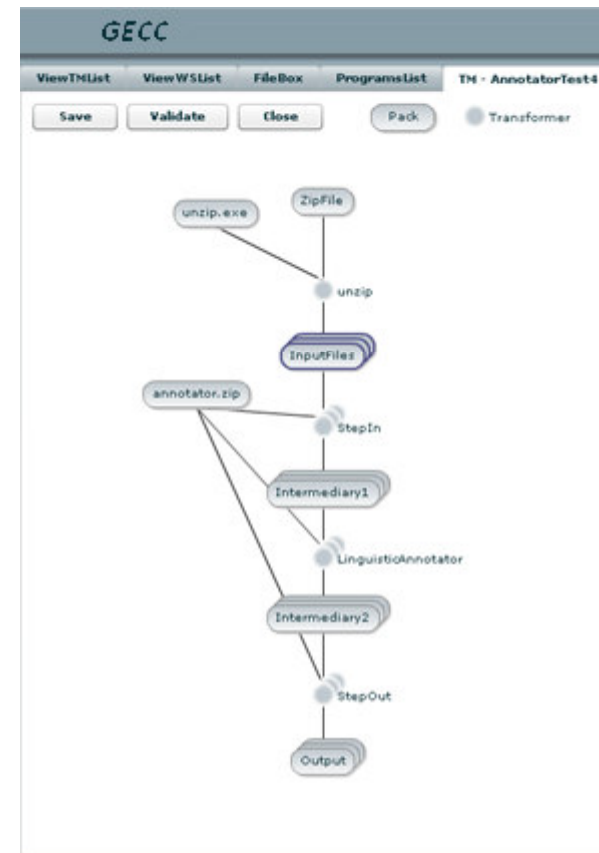 GECC
ViewTMList ViewWSList FileBox ProgramsList TM - AnnotatorTest4
Save Validate Close Pack Transformer
unzip.exe ZipFile
unzip
InputFiles
annotator.zip
StepIn
Intermediary1
LinguisticAnnotator
Intermediary2
StepOut
Output